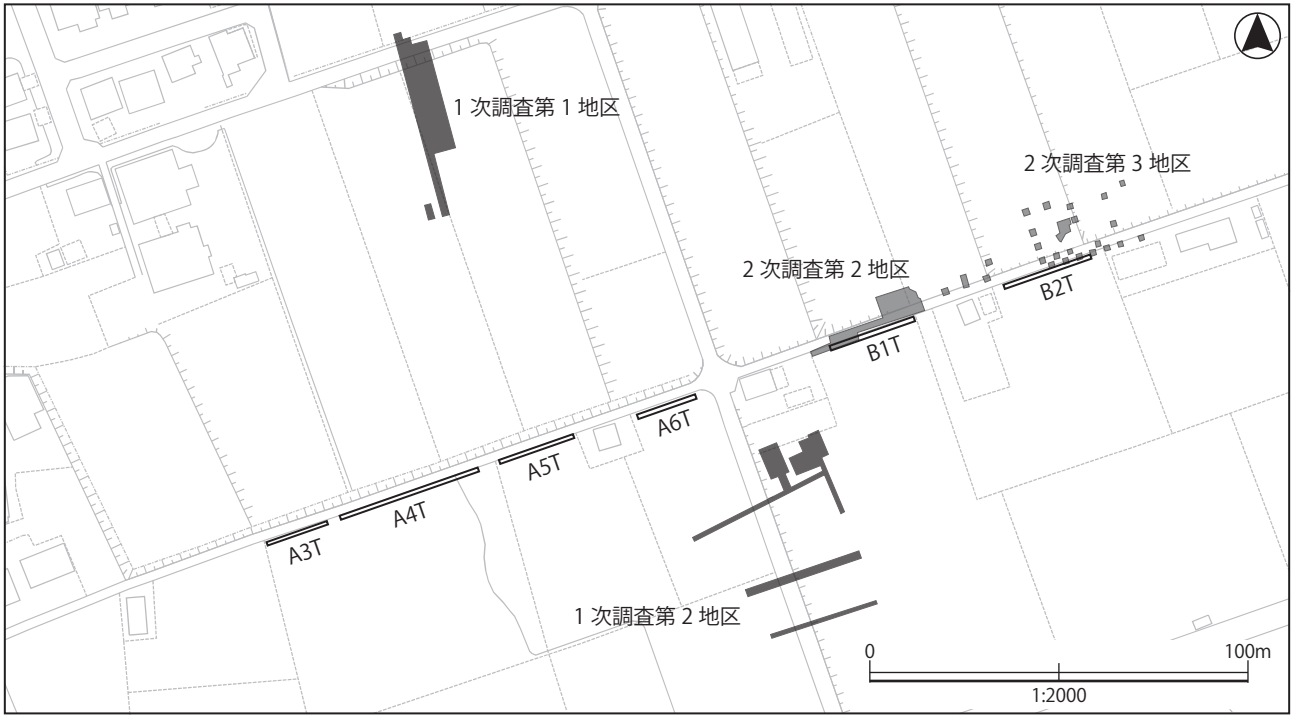 1 次調査第 1 地区
2 次調査第 3 地区
2 次調査第 2 地区
B2T
B1T
A6T
A5T
A4T
A3T
1 次調査第 2 地区
0
100m
1:2000